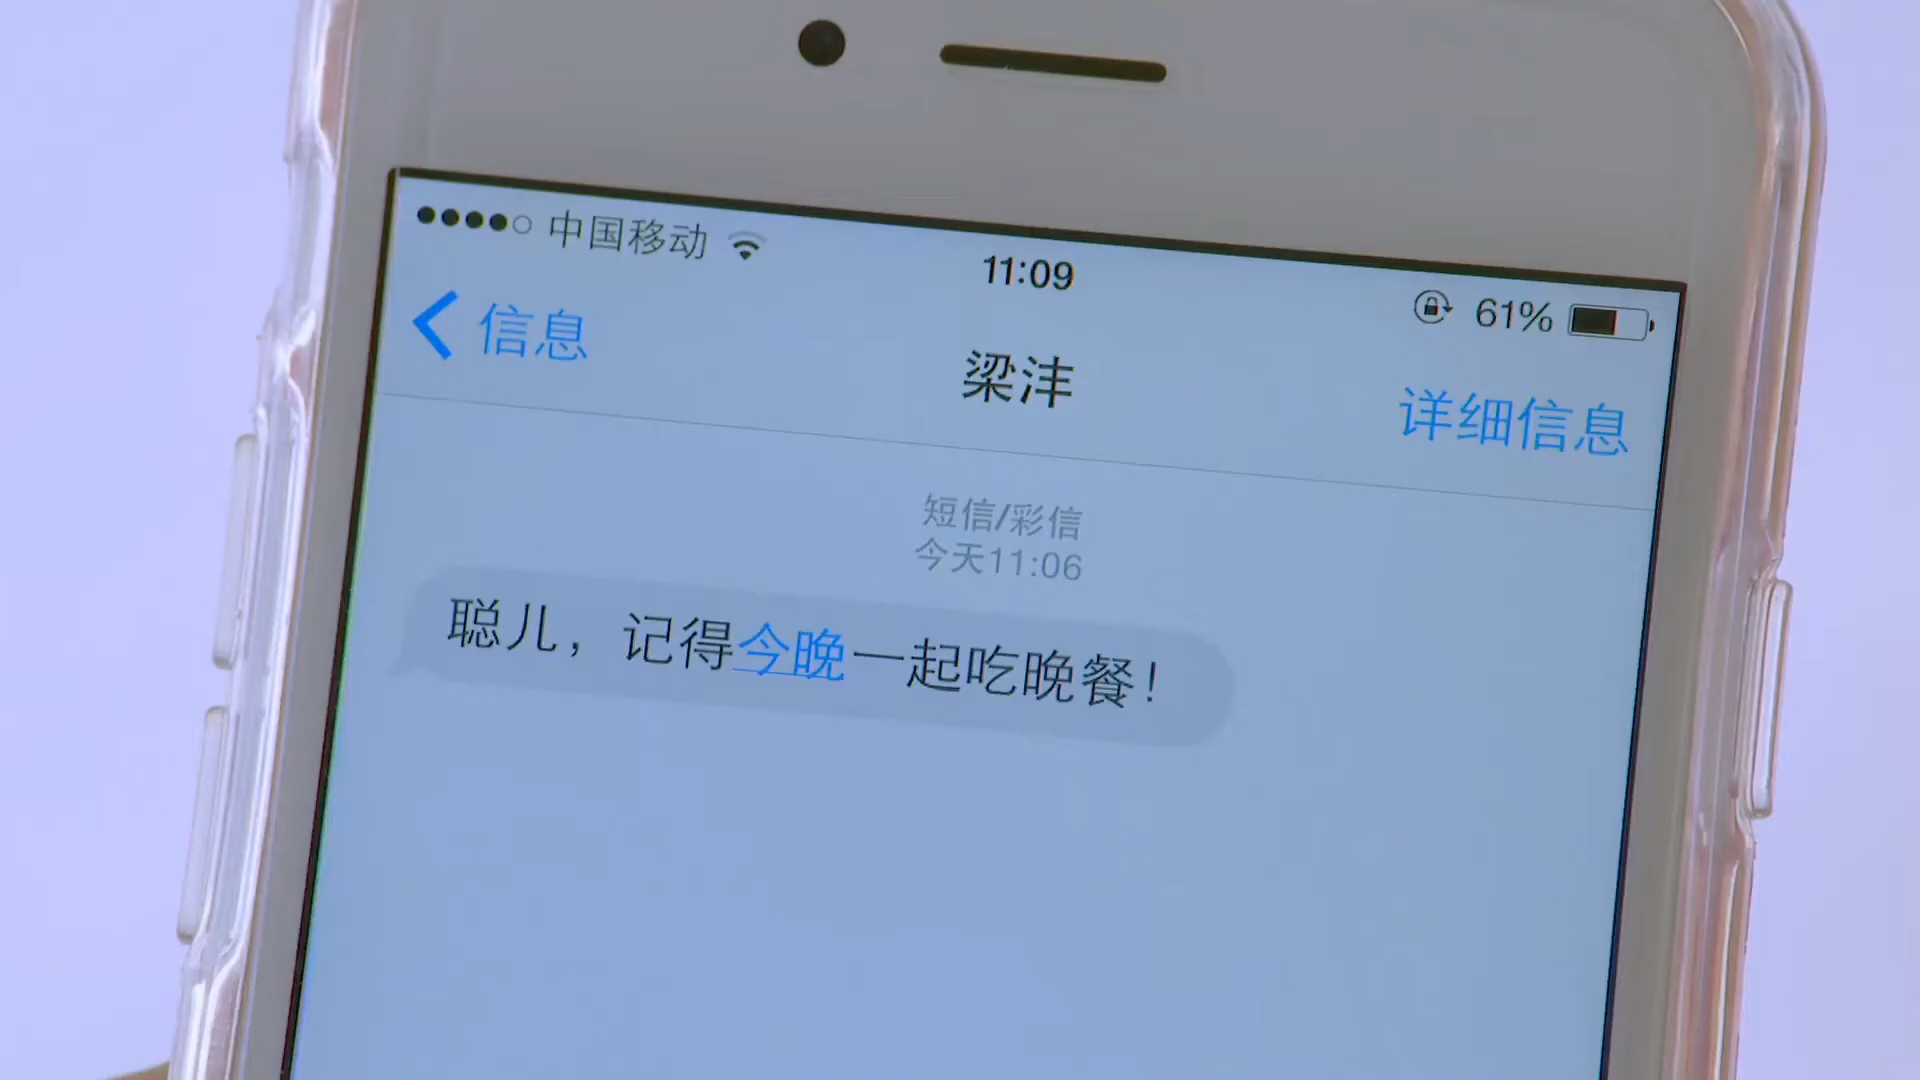 中国移动
11:09
61%
信息
梁沣
详细信息
短信/彩信
今天11:06
聪儿，记得今晚一起吃晚餐！